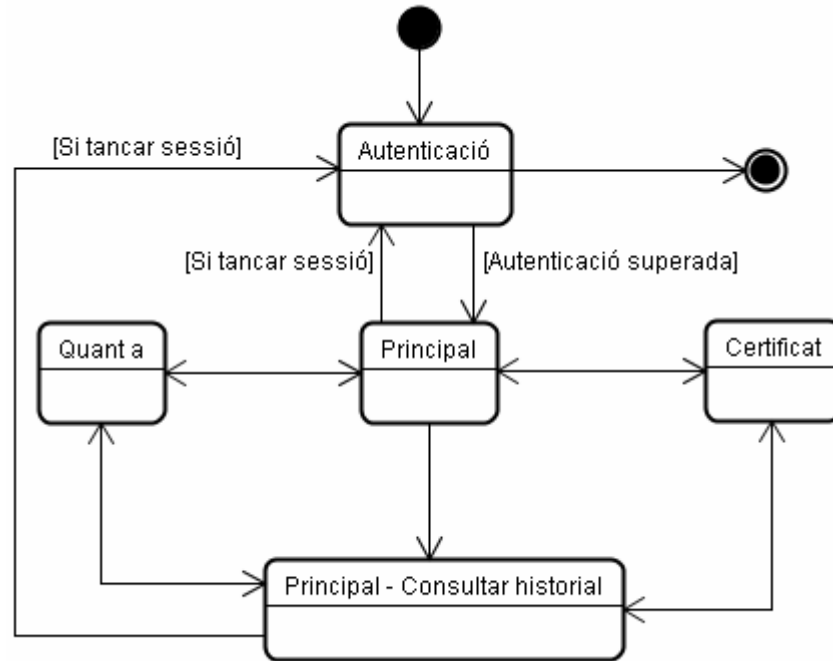 [Si tancar sessió]
Autenticació
[Si tancar sessió]
[Autenticació superada]
Quant a
Principal
Certificat
Principal - Consultar historial